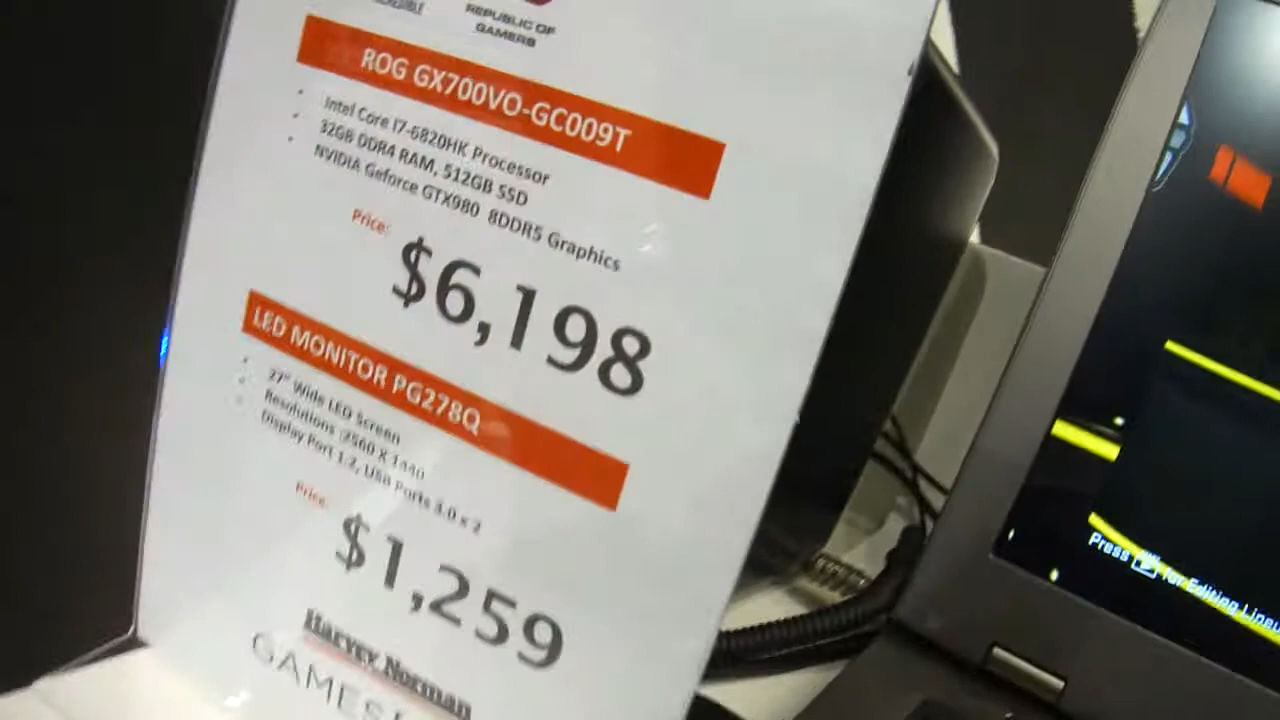 REPUBLIC OF
GAMERS
ROG GX700VO-GC009T
Intel Core I7-6820HK Processor
32GB DDR4 RAM, 512GB SSD
NVIDIA Geforce GTX980 8DDR5 Graphics
Price:
$6,198
LED MONITOR PG278Q
27" Wide LED Screen
Resolutions :2560 X 1440
Display Port 1.2, USB Ports 3.0 x 2
Price:
$1,259
Harvey Norman
GAMES
Press for Editing Lineu